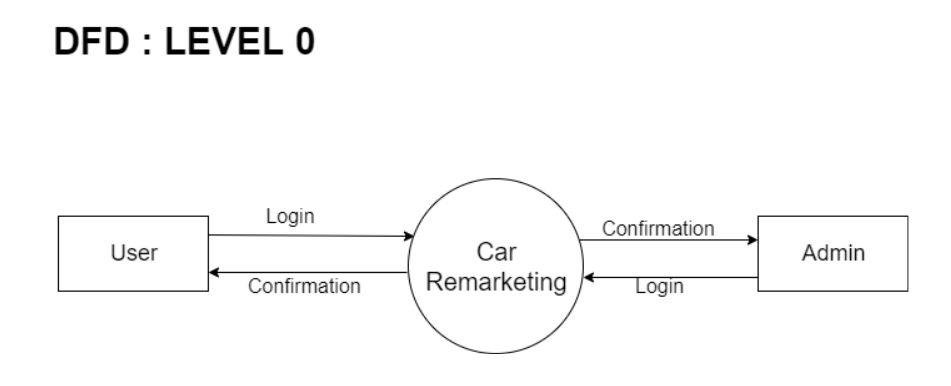 DFD : LEVEL 0
Login
Confirmation
User
Car
Remarketing
Admin
Confirmation
Login